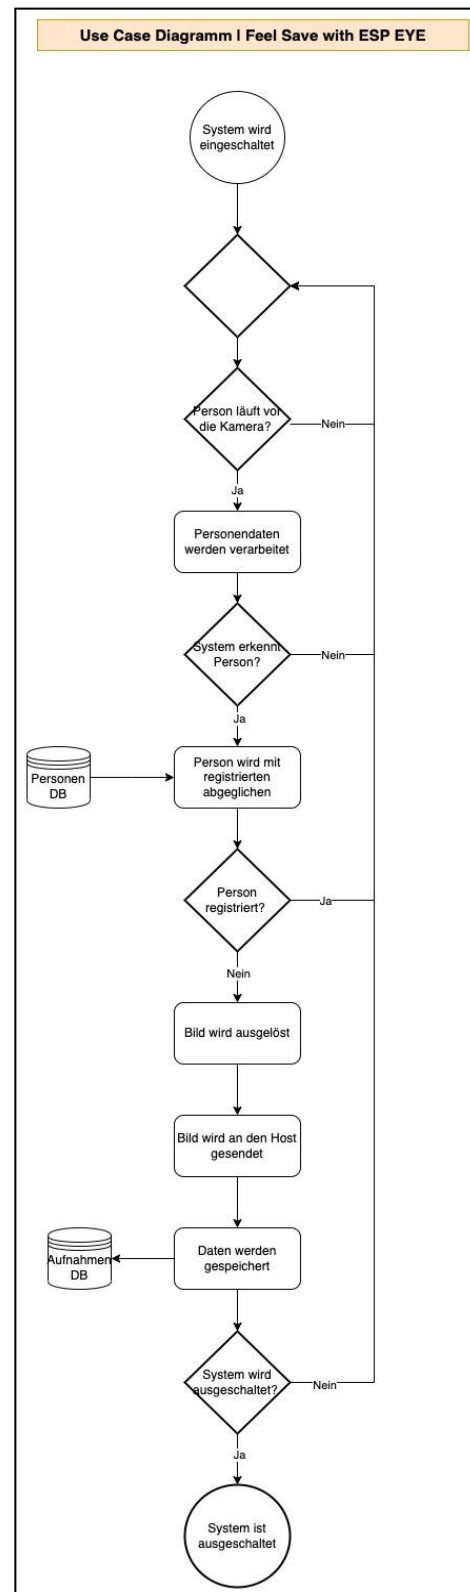 Use Case Diagramm | Feel Save with ESP EYE
System wird
eingeschaltet
Person läuft vor
die Kamera?
Nein
Ja
Personendaten
werden verarbeitet
System erkennt
Person?
Nein
Ja
Personen
DB
Person wird mit
registrierten
abgeglichen
Person
registriert?
Ja
Nein
Bild wird ausgelöst
Bild wird an den Host
gesendet
Aufnahmen
DB
Daten werden
gespeichert
System wird
ausgeschaltet?
Nein
Ja
System ist
ausgeschaltet